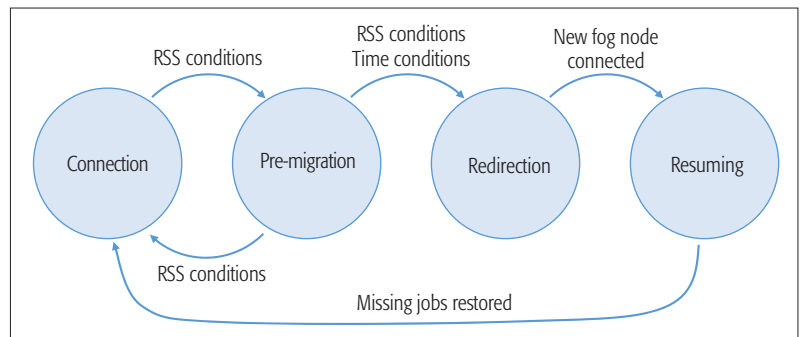 RSS conditions
RSS conditions
Time conditions
New fog node
connected
Connection
Pre-migration
Redirection
Resuming
RSS conditions
Missing jobs restored